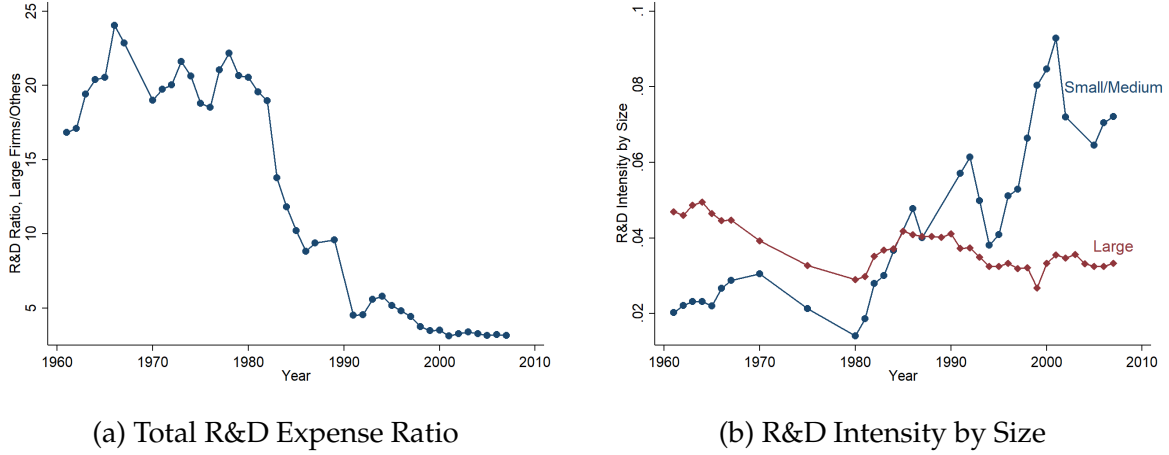 R&D Ratio, Large Firms/Others
25
20
15
10
5
1960 1970 1980 1990 2000 2010
Year
(a) Total R&D Expense Ratio
R&D Intensity by Size
.1
.08
.06
.04
.02
Small/Medium
Large
1960 1970 1980 1990 2000 2010
Year
(b) R&D Intensity by Size